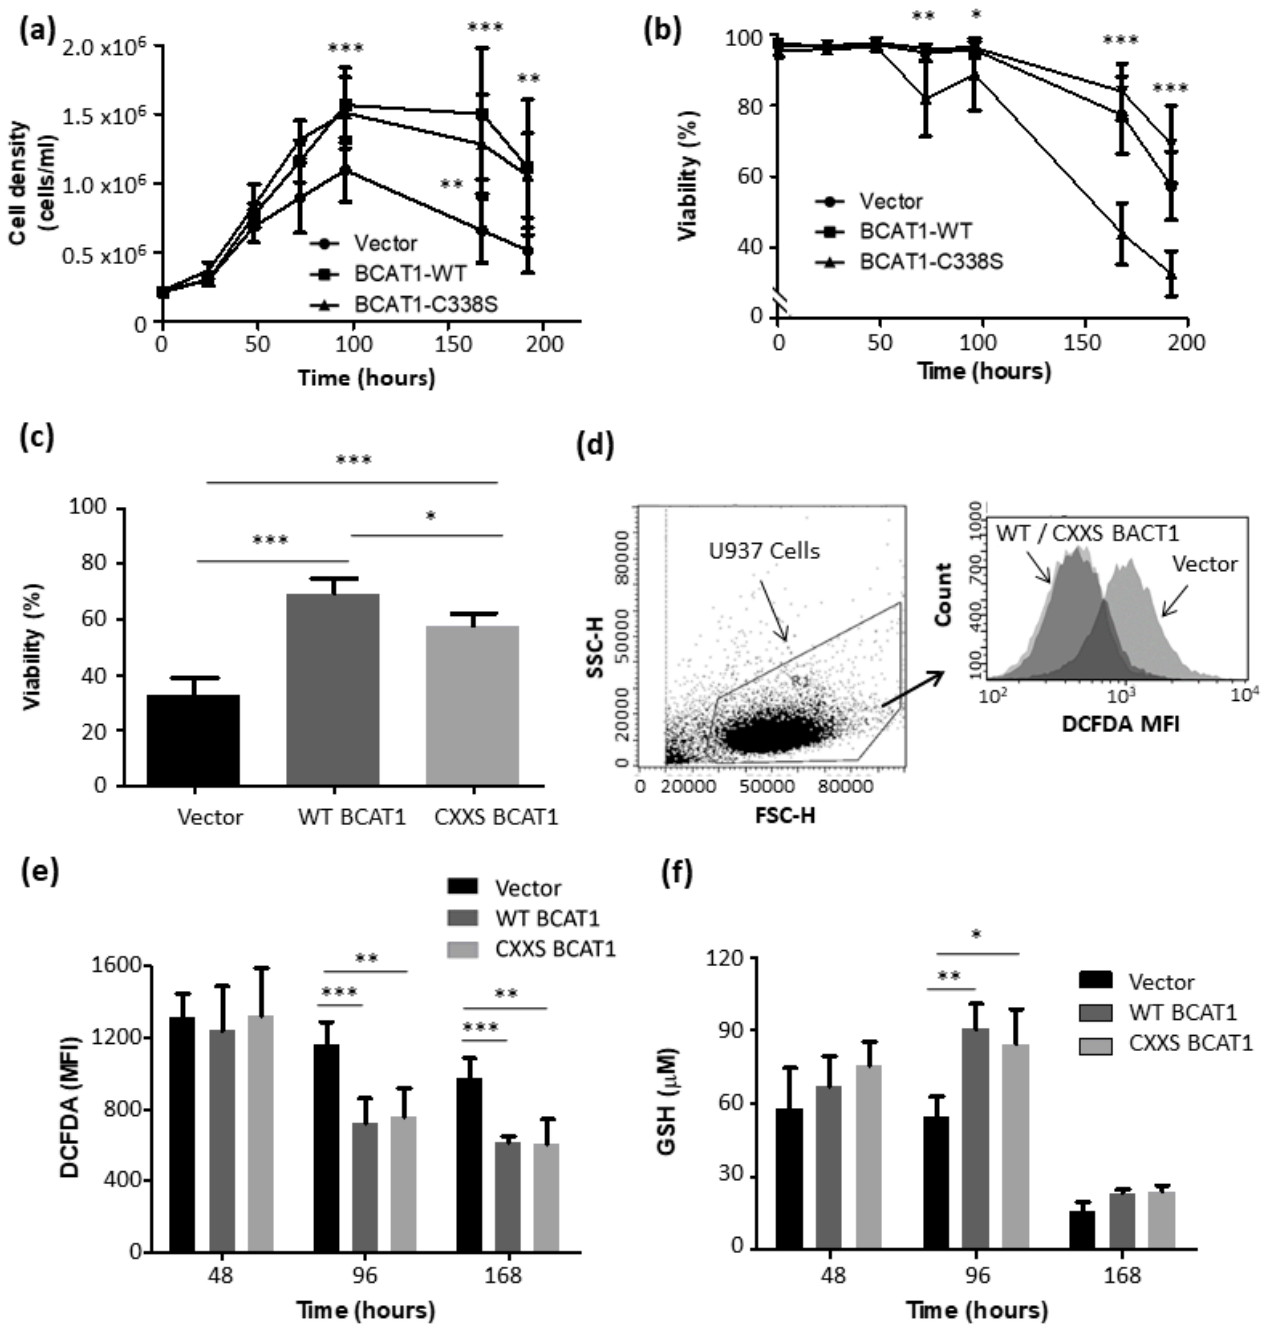 (a)
***
***
**
**
2.0 x10⁶
1.5 x10⁶
1.0 x10⁶
0.5 x10⁶
0
Cell density
(cells/ml)
Vector
BCAT1-WT
BCAT1-C338S
0 50 100 150 200
Time (hours)
(b)
**
*
***
***
100
80
60
40
0
Viability (%)
Vector
BCAT1-WT
BCAT1-C338S
0 50 100 150 200
Time (hours)
(c)
***
***
*
100
80
60
40
20
0
Viability (%)
Vector WT BCAT1 CXXS BCAT1
(d)
U937 Cells
R1
SSC-H
80000
50000
20000
0
0 20000 50000 80000
FSC-H
WT / CXXS BACT1
Vector
Count
1000
700
400
100
10² 10³ 10⁴
DCFDA MFI
(e)
Vector
WT BCAT1
CXXS BCAT1
**
***
**
***
1600
1200
800
400
0
DCFDA (MFI)
48 96 168
Time (hours)
(f)
*
**
Vector
WT BCAT1
CXXS BCAT1
120
90
60
30
0
GSH (μM)
48 96 168
Time (hours)